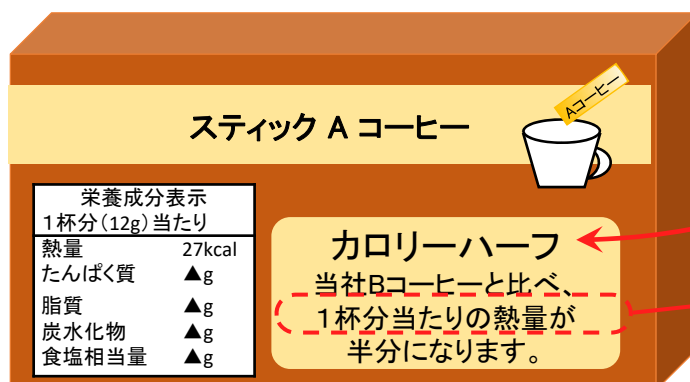 Aコーヒー
スティック A コーヒー
栄養成分表示
1杯分(12g)当たり
熱量 27kcal
たんぱく質 ▲g
脂質 ▲g
炭水化物 ▲g
食塩相当量 ▲g
カロリーハーフ
当社Bコーヒーと比べ、
1杯分当たりの熱量が
半分になります。